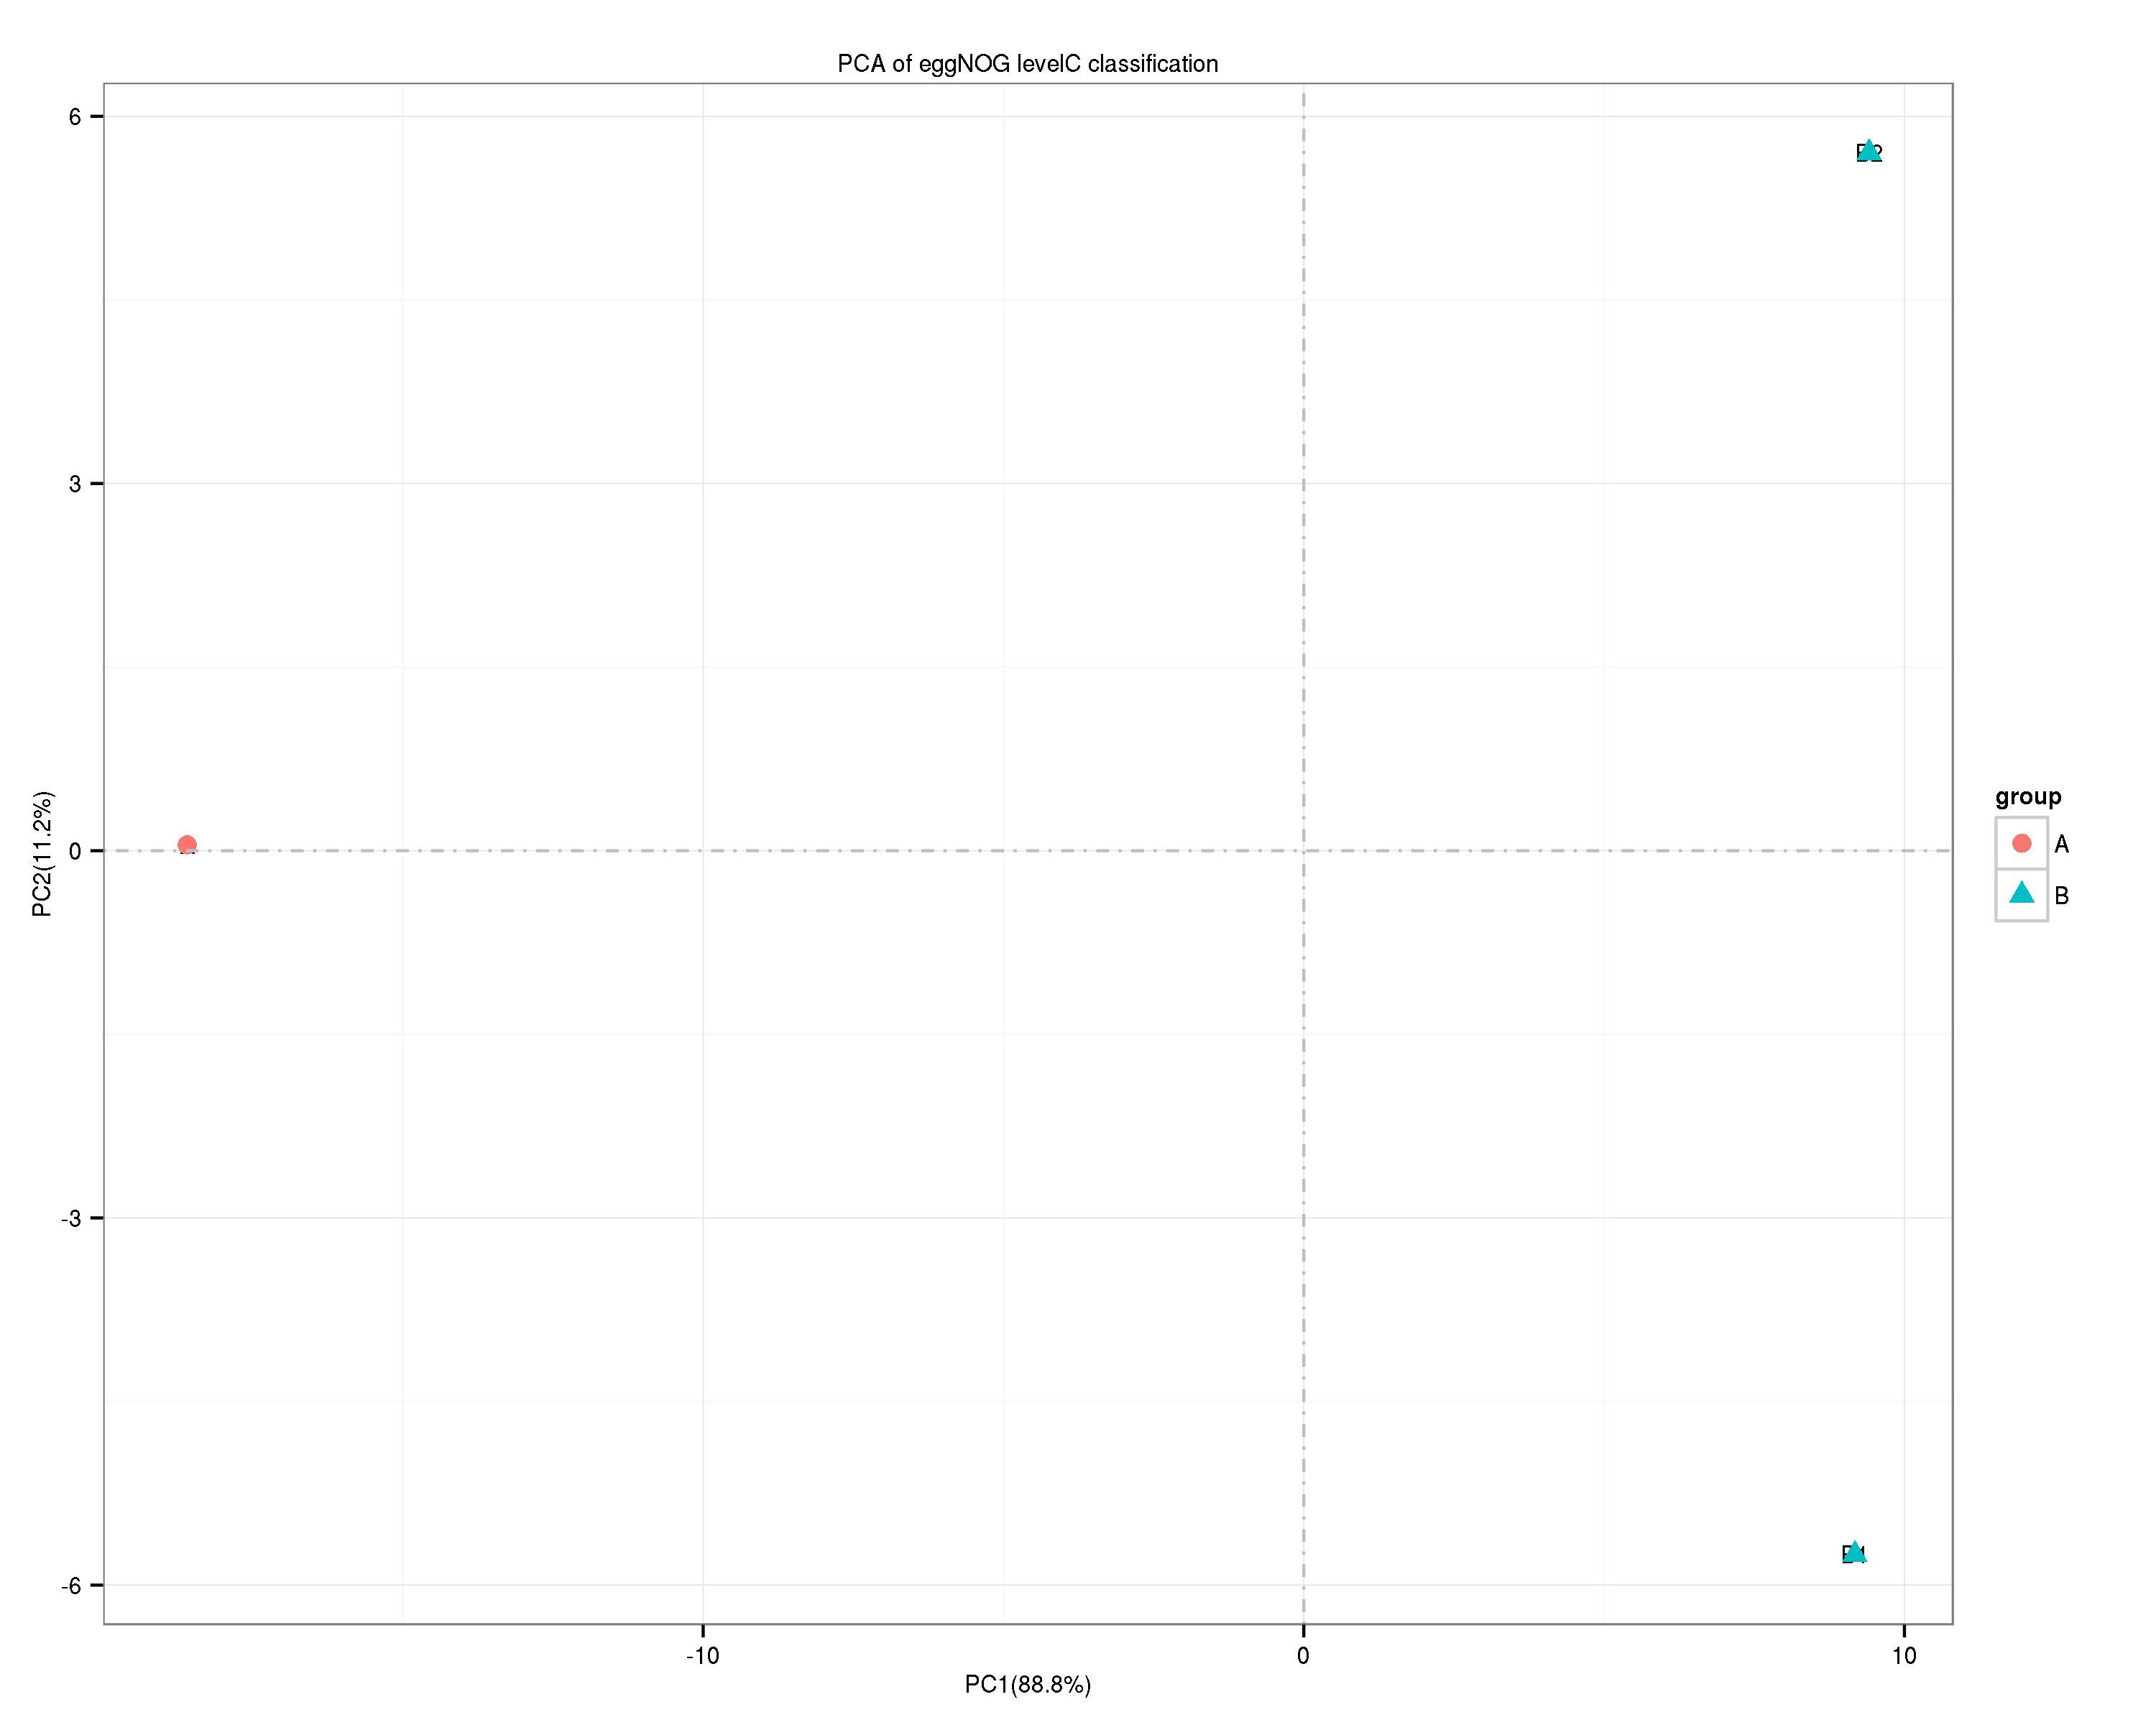 PCA of eggNOG levelC classification
6
3
0
-3
-6
PC2(11.2%)
-10
0
10
PC1(88.8%)
group
A
B